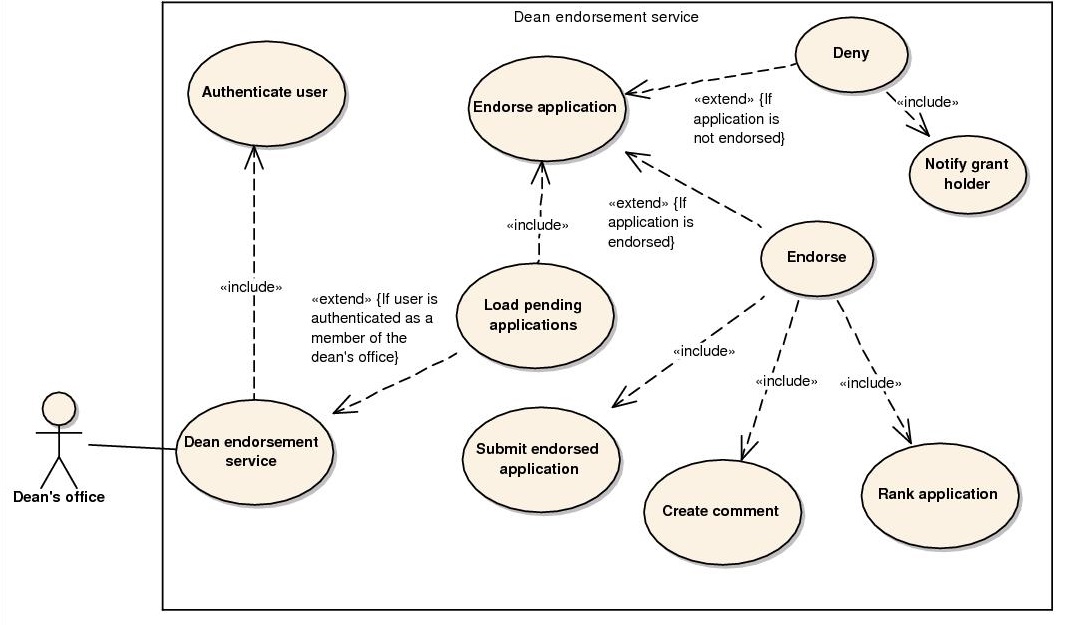 Dean endorsement service
Authenticate user
Endorse application
Deny
«extend» {If
application is
not endorsed}
«include»
Notify grant
holder
«include»
«extend» {If
application is
endorsed}
Endorse
«include»
«extend» {If user is
authenticated as a
member of the
dean's office}
Load pending
applications
«include»
«include»
«include»
Dean's office
Dean endorsement
service
Submit endorsed
application
Create comment
Rank application